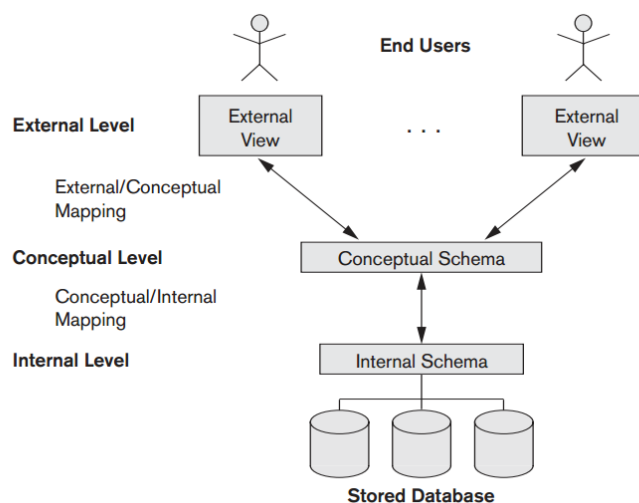 End Users
External Level
External
View
. . .
External
View
External/Conceptual
Mapping
Conceptual Level
Conceptual Schema
Conceptual/Internal
Mapping
Internal Level
Internal Schema
Stored Database